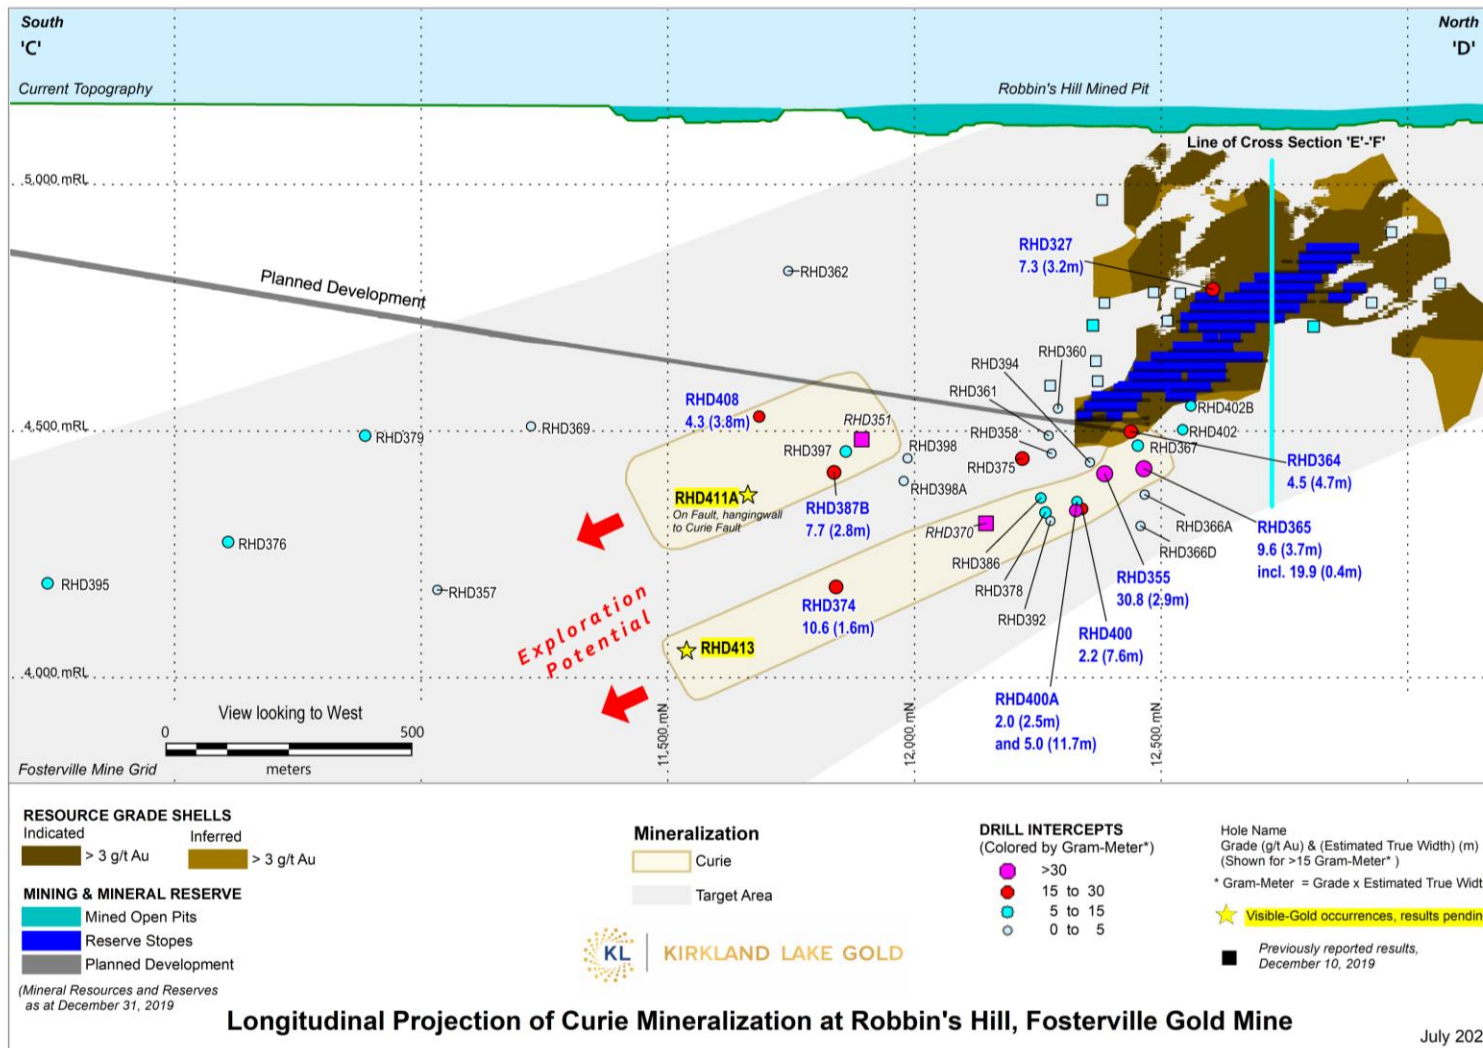 South
'C'
North
'D'
Current Topography
Robbin's Hill Mined Pit
Line of Cross Section 'E'-'F'
5,000 mRL
RHD327
7.3 (3.2m)
RHD362
Planned Development
RHD360
RHD394
RHD361
RHD408
4.3 (3.8m)
RHD351
RHD402B
4,500 mRL
RHD379
RHD369
RHD397
RHD398
RHD358
RHD402
RHD375
RHD367
RHD364
4.5 (4.7m)
RHD398A
RHD411A
On Fault, hangingwall
to Curie Fault
RHD387B
7.7 (2.8m)
RHD370
RHD366A
RHD365
9.6 (3.7m)
incl. 19.9 (0.4m)
RHD376
RHD386
RHD366D
RHD395
RHD357
RHD378
RHD355
30.8 (2.9m)
RHD374
10.6 (1.6m)
RHD392
RHD400
2.2 (7.6m)
Exploration
Potential
RHD413
4,000 mRL
RHD400A
2.0 (2.5m)
and 5.0 (11.7m)
11,500 mN
12,000 mN
12,500 mN
View looking to West
0
500
meters
Fosterville Mine Grid
RESOURCE GRADE SHELLS
Indicated
Inferred
> 3 g/t Au
> 3 g/t Au
MINING & MINERAL RESERVE
Mined Open Pits
Reserve Stopes
Planned Development
(Mineral Resources and Reserves
as at December 31, 2019
Mineralization
Curie
Target Area
KL
KIRKLAND LAKE GOLD
DRILL INTERCEPTS
(Colored by Gram-Meter*)
>30
15 to 30
5 to 15
0 to 5
Hole Name
Grade (g/t Au) & (Estimated True Width) (m)
(Shown for >15 Gram-Meter* )
* Gram-Meter = Grade x Estimated True Widt
Visible-Gold occurrences, results pendin
Previously reported results,
December 10, 2019
Longitudinal Projection of Curie Mineralization at Robbin's Hill, Fosterville Gold Mine
July 202